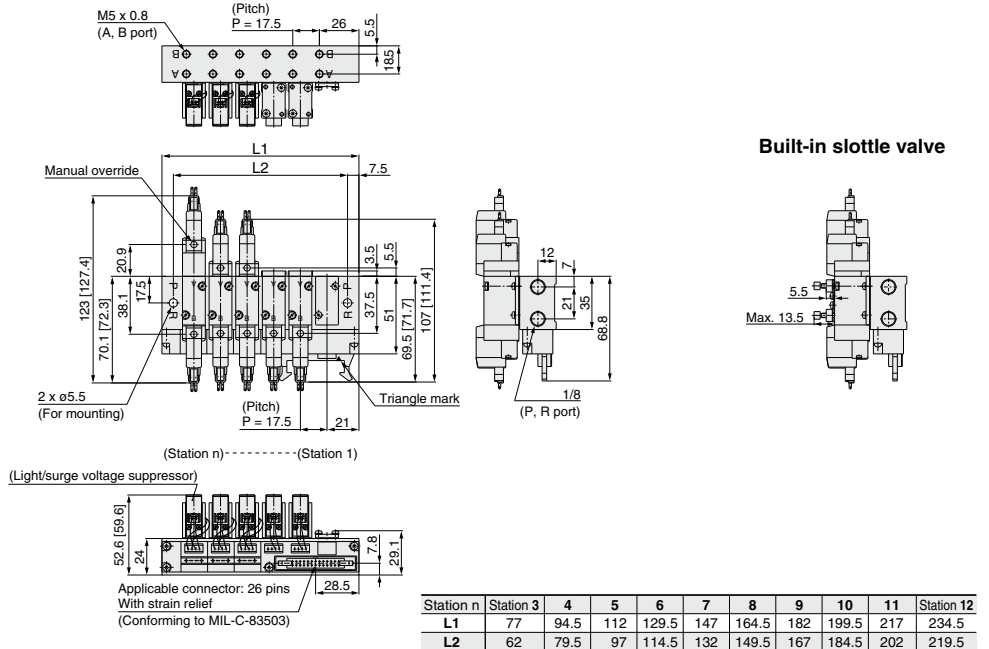 M5 x 0.8
(A, B port)
(Pitch)
P = 17.5
26
5.5
18.5
B
B
A
A
L1
L2
7.5
Manual override
Built-in slottle valve
123 [127.4]
70.1 [72.3]
20.9
17.5
38.1
P
R
P
R
B
B
3.5
5.5
37.5
51
69.5 [71.7]
107 [111.4]
12
7
21
35
68.8
1/8
(P, R port)
5.5
Max. 13.5
2 x ø5.5
(For mounting)
(Pitch)
P = 17.5
21
Triangle mark
(Station n)
(Station 1)
(Light/surge voltage suppressor)
52.6 [59.6]
24
7.8
29.1
28.5
Applicable connector: 26 pins
With strain relief
(Conforming to MIL-C-83503)
Station n Station 3 4 5 6 7 8 9 10 11 Station 12
L1 77 94.5 112 129.5 147 164.5 182 199.5 217 234.5
L2 62 79.5 97 114.5 132 149.5 167 184.5 202 219.5